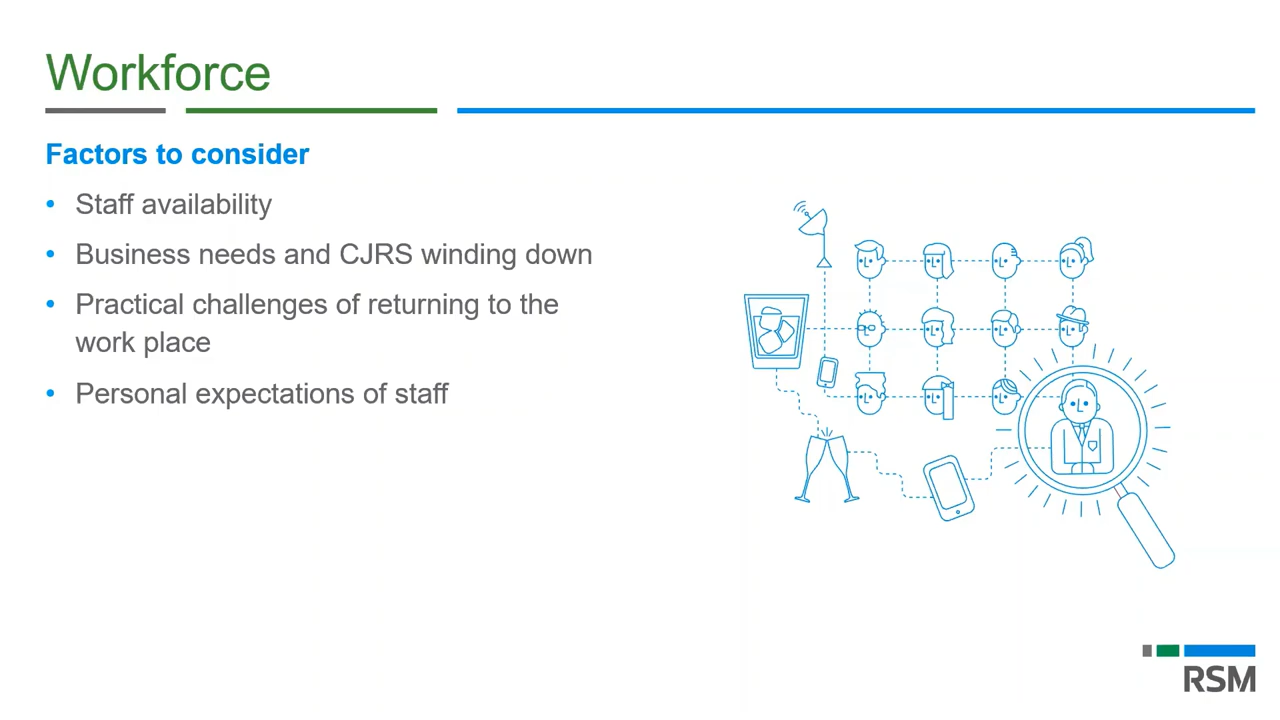 Workforce
Factors to consider
• Staff availability
• Business needs and CJRS winding down
• Practical challenges of returning to the
work place
• Personal expectations of staff
RSM